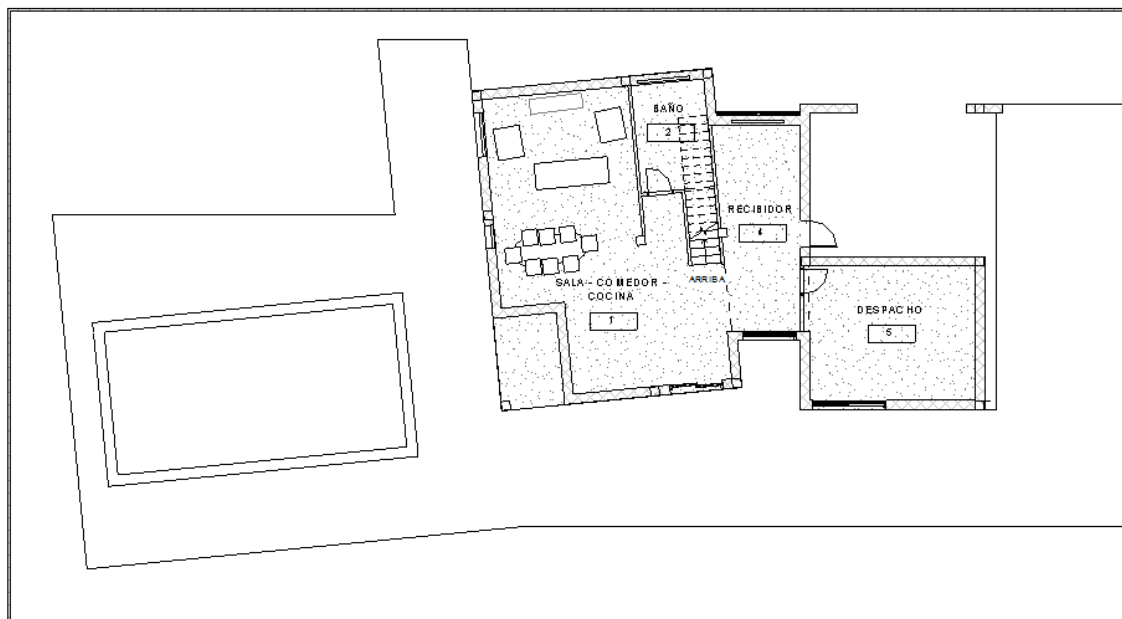 BAÑO
2
RECIBIDOR
4
ARRIBA
SALA - COMEDOR -
COCINA
1
DESPACHO
5